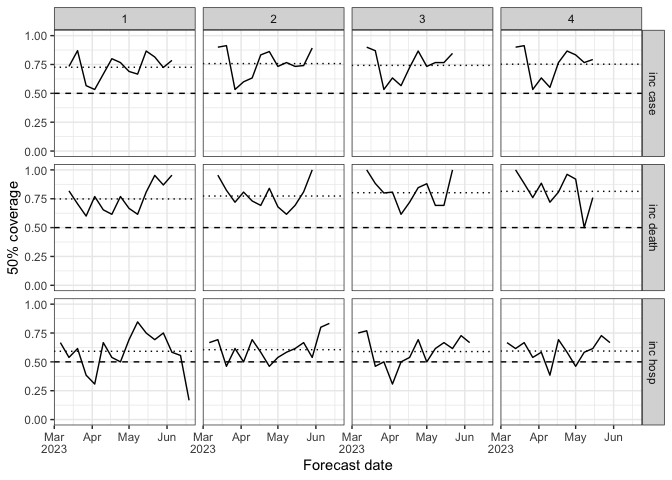 1 2 3 4
1.00
0.75
0.50
0.25
0.00
inc case
1.00
0.75
0.50
0.25
0.00
inc death
1.00
0.75
0.50
0.25
0.00
inc hosp
50% coverage
Mar Apr May Jun Mar Apr May Jun Mar Apr May Jun Mar Apr May Jun
2023 2023 2023 2023
Forecast date